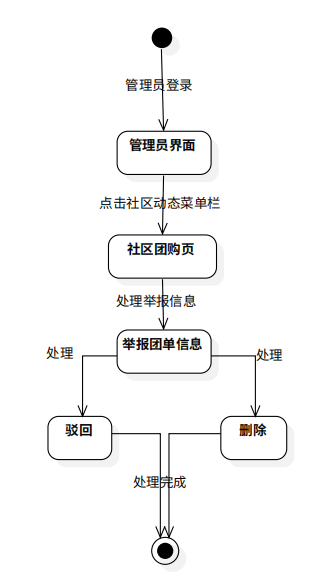 管理员登录
管理员界面
点击社区动态菜单栏
社区团购页
处理举报信息
举报团单信息
处理
处理
驳回
删除
处理完成